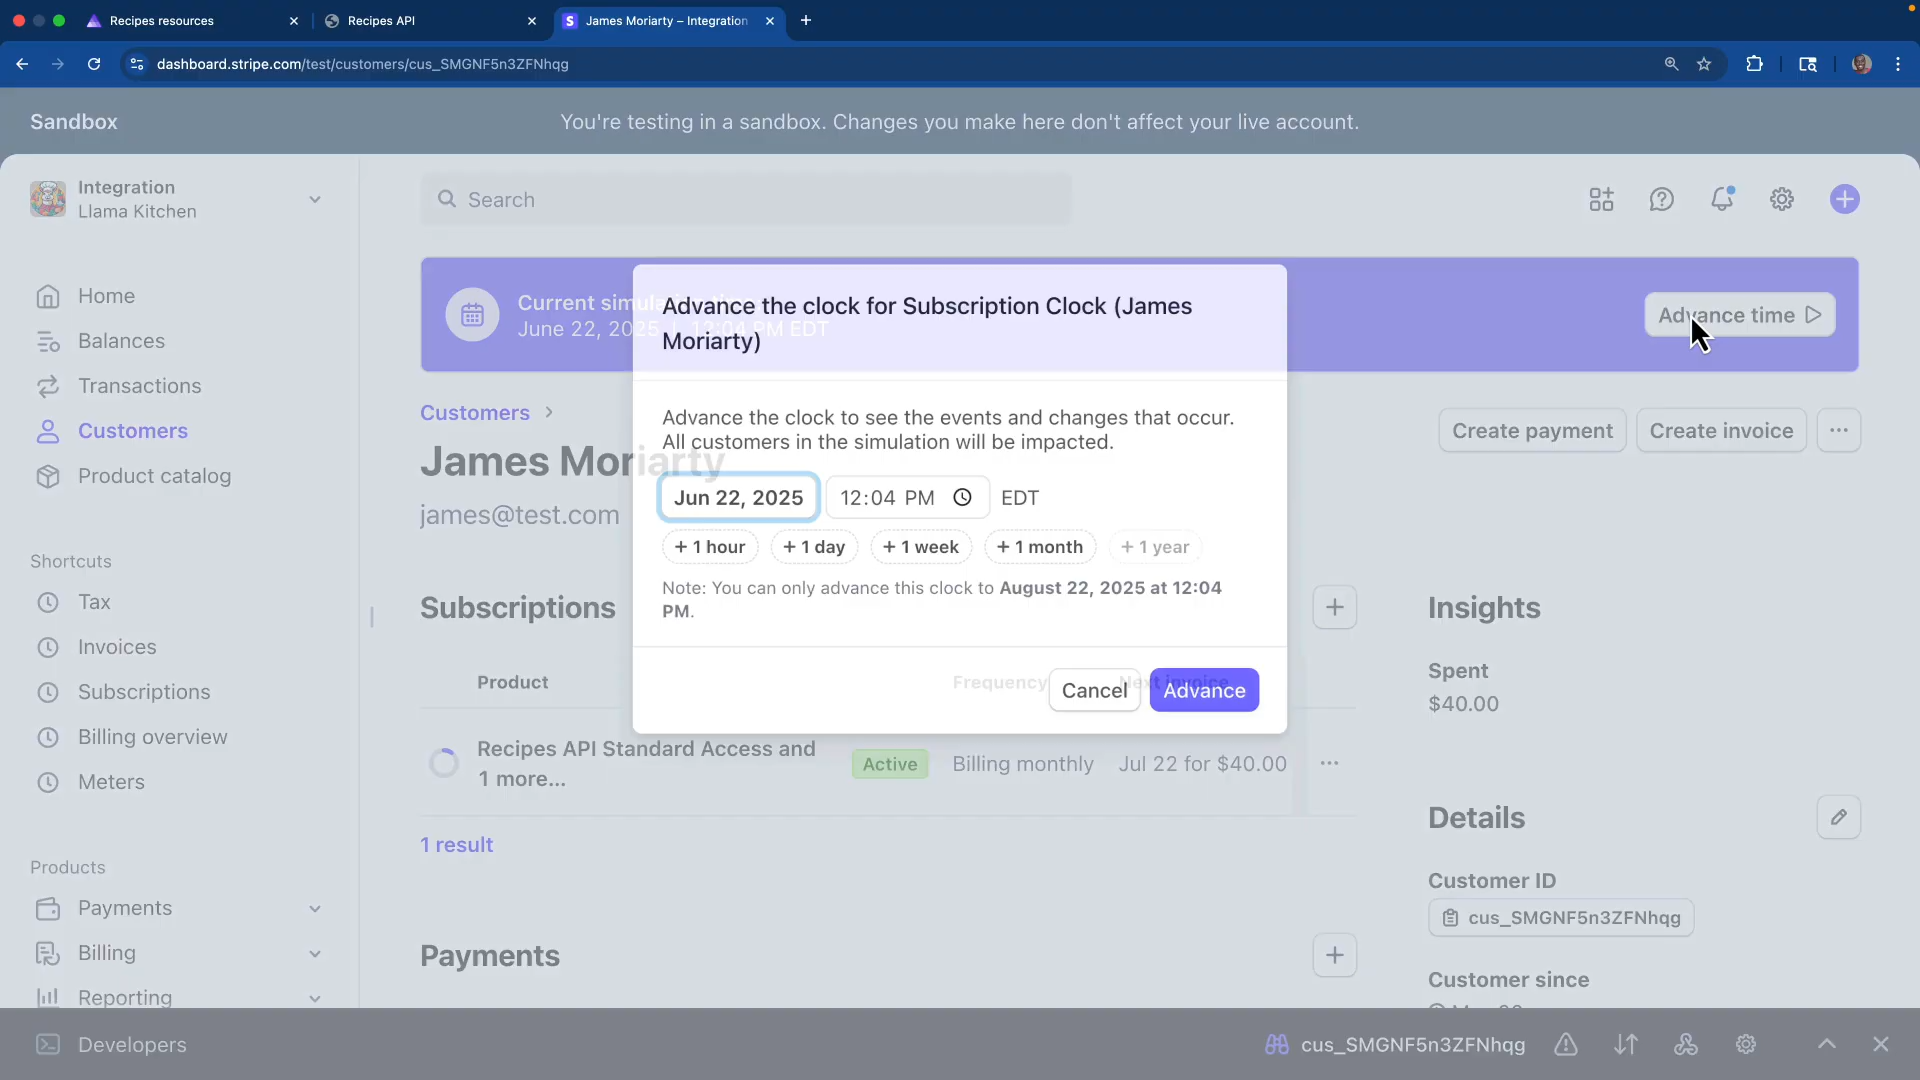 Recipes resources
Recipes API
James Moriarty – Integration
dashboard.stripe.com/test/customers/cus_SMGNF5n3ZFNhqg
Sandbox
You're testing in a sandbox. Changes you make here don't affect your live account.
Integration
Llama Kitchen
Search
Home
Balances
Transactions
Customers
Product catalog
Shortcuts
Tax
Invoices
Subscriptions
Billing overview
Meters
Products
Payments
Billing
Reporting
Developers
Current simulation time
June 22, 2025 12:04 PM EDT
Advance time
Customers
James Moriarty
james@test.com
Create payment
Create invoice
Advance the clock for Subscription Clock (James
Moriarty)
Advance the clock to see the events and changes that occur.
All customers in the simulation will be impacted.
Jun 22, 2025
12:04 PM
EDT
+ 1 hour
+ 1 day
+ 1 week
+ 1 month
+ 1 year
Note: You can only advance this clock to August 22, 2025 at 12:04
PM.
Cancel
Advance
Subscriptions
Product
Frequency
Next invoice
Recipes API Standard Access and
1 more...
Active
Billing monthly
Jul 22 for $40.00
1 result
Payments
Insights
Spent
$40.00
Details
Customer ID
cus_SMGNF5n3ZFNhqg
Customer since
cus_SMGNF5n3ZFNhqg